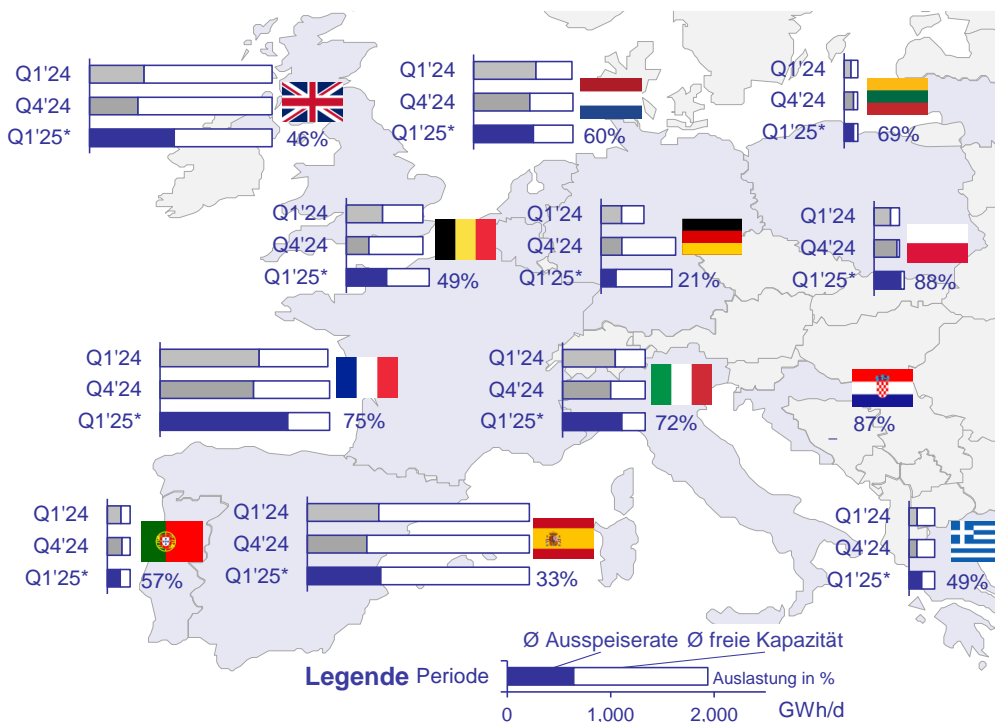 Q1'24
Q4'24
Q1'25*
46%
Q1'24
Q4'24
Q1'25*
60%
Q1'24
Q4'24
Q1'25*
69%
Q1'24
Q4'24
Q1'25*
49%
Q1'24
Q4'24
Q1'25*
21%
Q1'24
Q4'24
Q1'25*
88%
Q1'24
Q4'24
Q1'25*
75%
Q1'24
Q4'24
Q1'25*
72%
87%
Q1'24
Q4'24
Q1'25*
57%
Q1'24
Q4'24
Q1'25*
33%
Q1'24
Q4'24
Q1'25*
49%
Ø Ausspeiserate Ø freie Kapazität
Legende Periode Auslastung in %
0 1,000 2,000 GWh/d